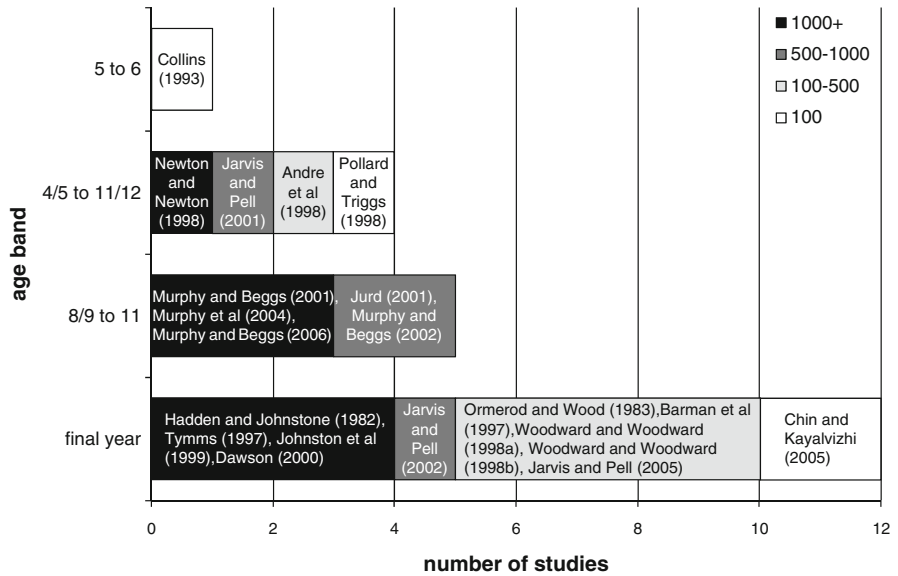 1000+
500-1000
100-500
100
5 to 6
Collins
(1993)
4/5 to 11/12
Newton
and
Newton
(1998)
Jarvis
and
Pell
(2001)
Andre
et al
(1998)
Pollard
and
Triggs
(1998)
8/9 to 11
Murphy and Beggs (2001),
Murphy et al (2004),
Murphy and Beggs (2006)
Jurd (2001),
Murphy and
Beggs (2002)
final year
Hadden and Johnstone (1982),
Tymms (1997), Johnston et al
(1999),Dawson (2000)
Jarvis
and
Pell
(2002)
Ormerod and Wood (1983),Barman et al
(1997),Woodward and Woodward
(1998a), Woodward and Woodward
(1998b), Jarvis and Pell (2005)
Chin and
Kayalvizhi
(2005)
age band
0 2 4 6 8 10 12
number of studies